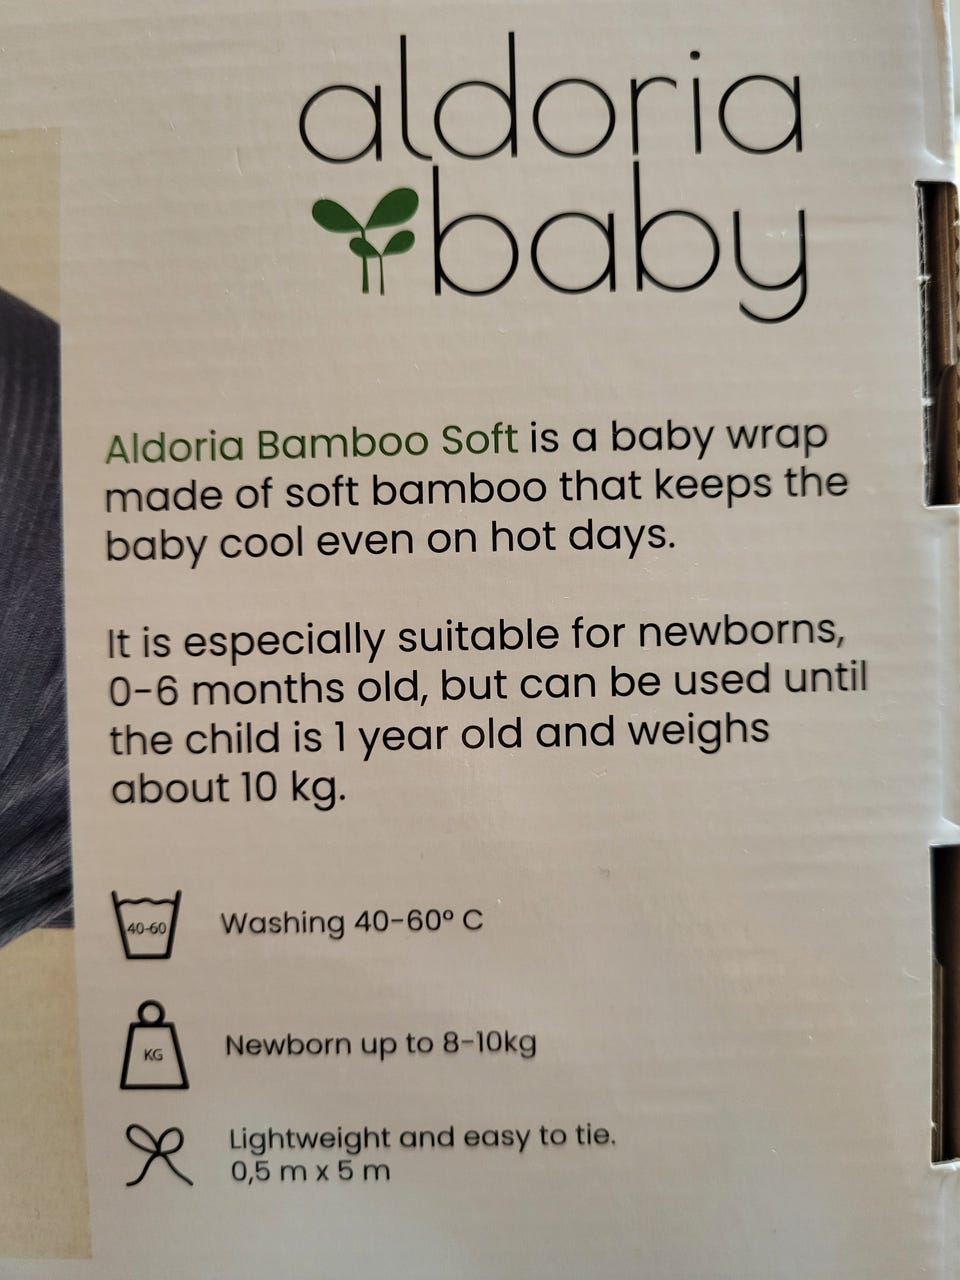 aldoria
baby
Aldoria Bamboo Soft is a baby wrap
made of soft bamboo that keeps the
baby cool even on hot days.
It is especially suitable for newborns,
0-6 months old, but can be used until
the child is 1 year old and weighs
about 10 kg.
40-60 Washing 40-60° C
KG Newborn up to 8-10kg
Lightweight and easy to tie.
0,5 m x 5 m